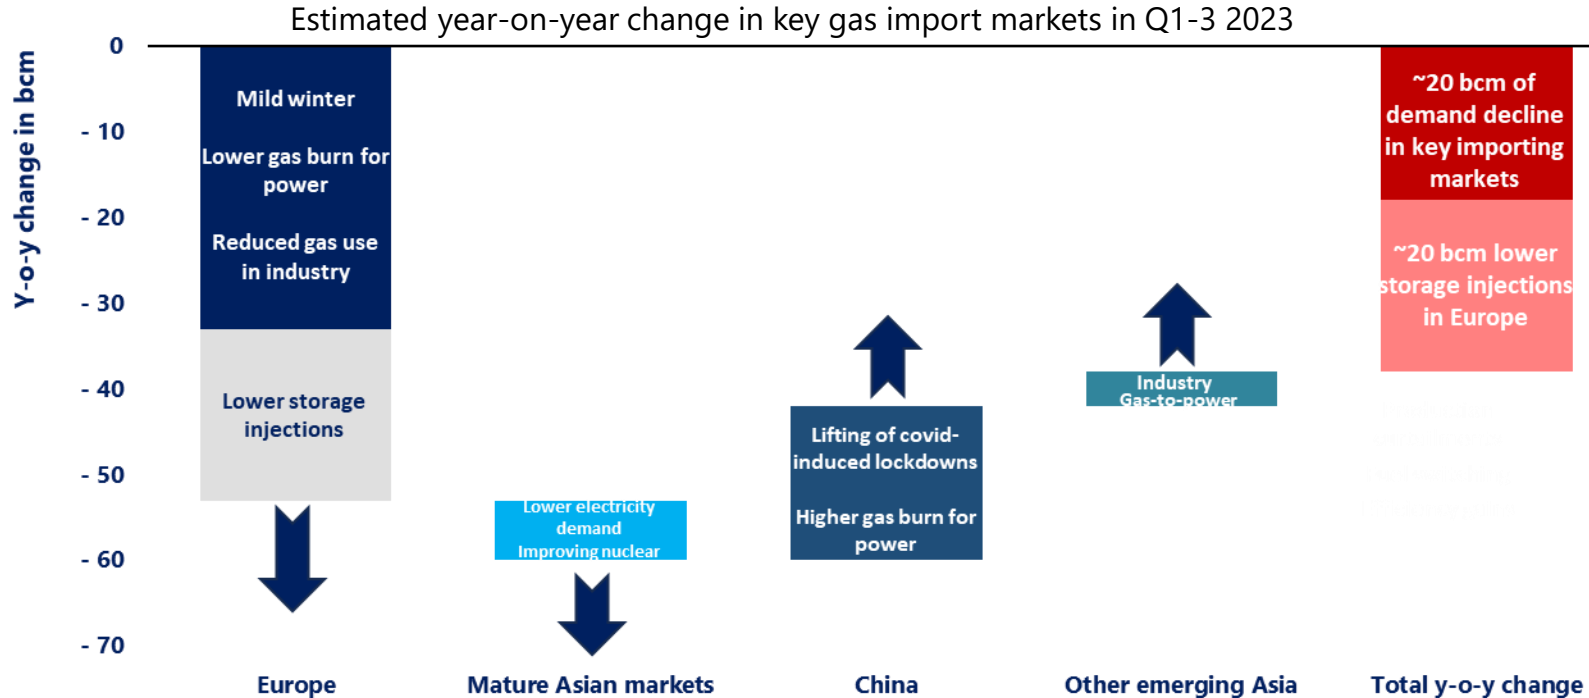 Estimated year-on-year change in key gas import markets in Q1-3 2023
Y-o-y change in bcm
0
- 10
- 20
- 30
- 40
- 50
- 60
- 70
Mild winter
Lower gas burn for
power
Reduced gas use
in industry
Lower storage
injections
Lower electricity
demand
Improving nuclear
Lifting of covid-
induced lockdowns
Higher gas burn for
power
Industry
Gas-to-power
~20 bcm of
demand decline
in key importing
markets
~20 bcm lower
storage injections
in Europe
Europe
Mature Asian markets
China
Other emerging Asia
Total y-o-y change